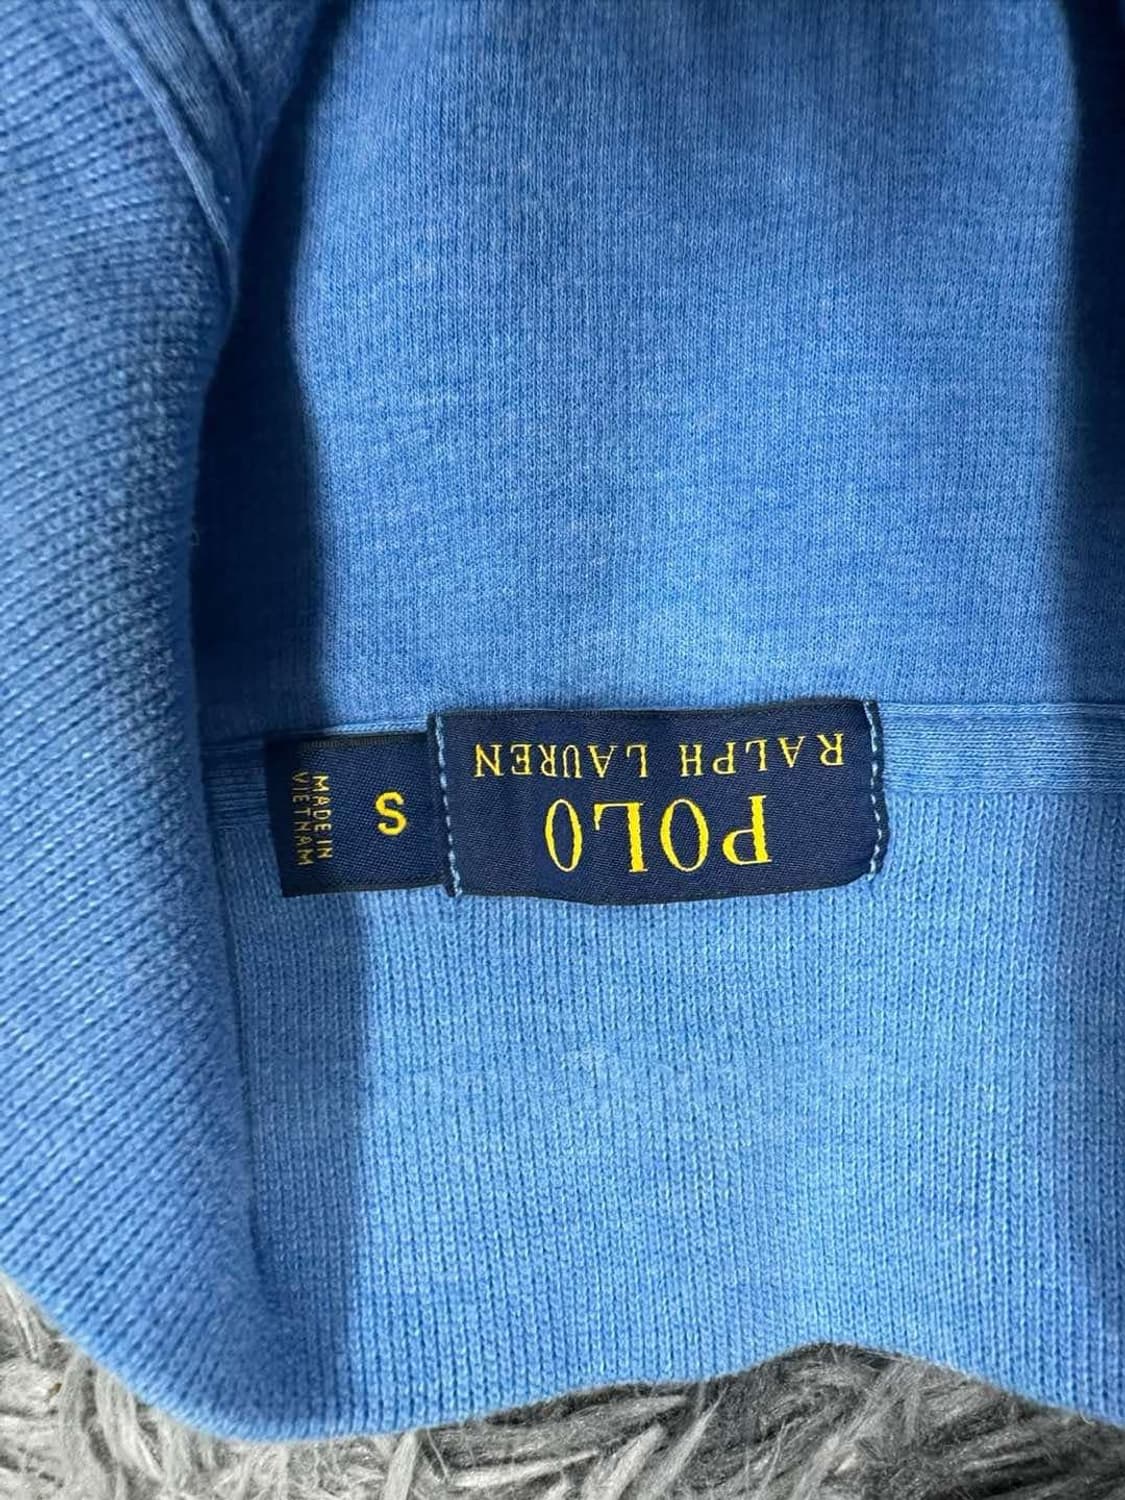 POLO
RALPH LAUREN
S
MADE IN
VIETNAM